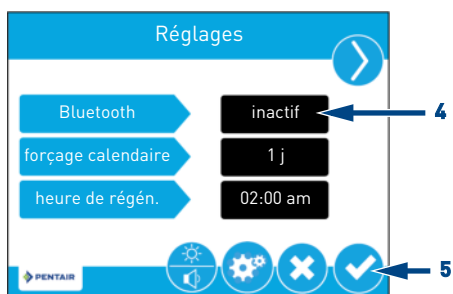 Réglages
Bluetooth inactif 4
forçage calendaire 1 j
heure de régén. 02:00 am
PENTAIR 5